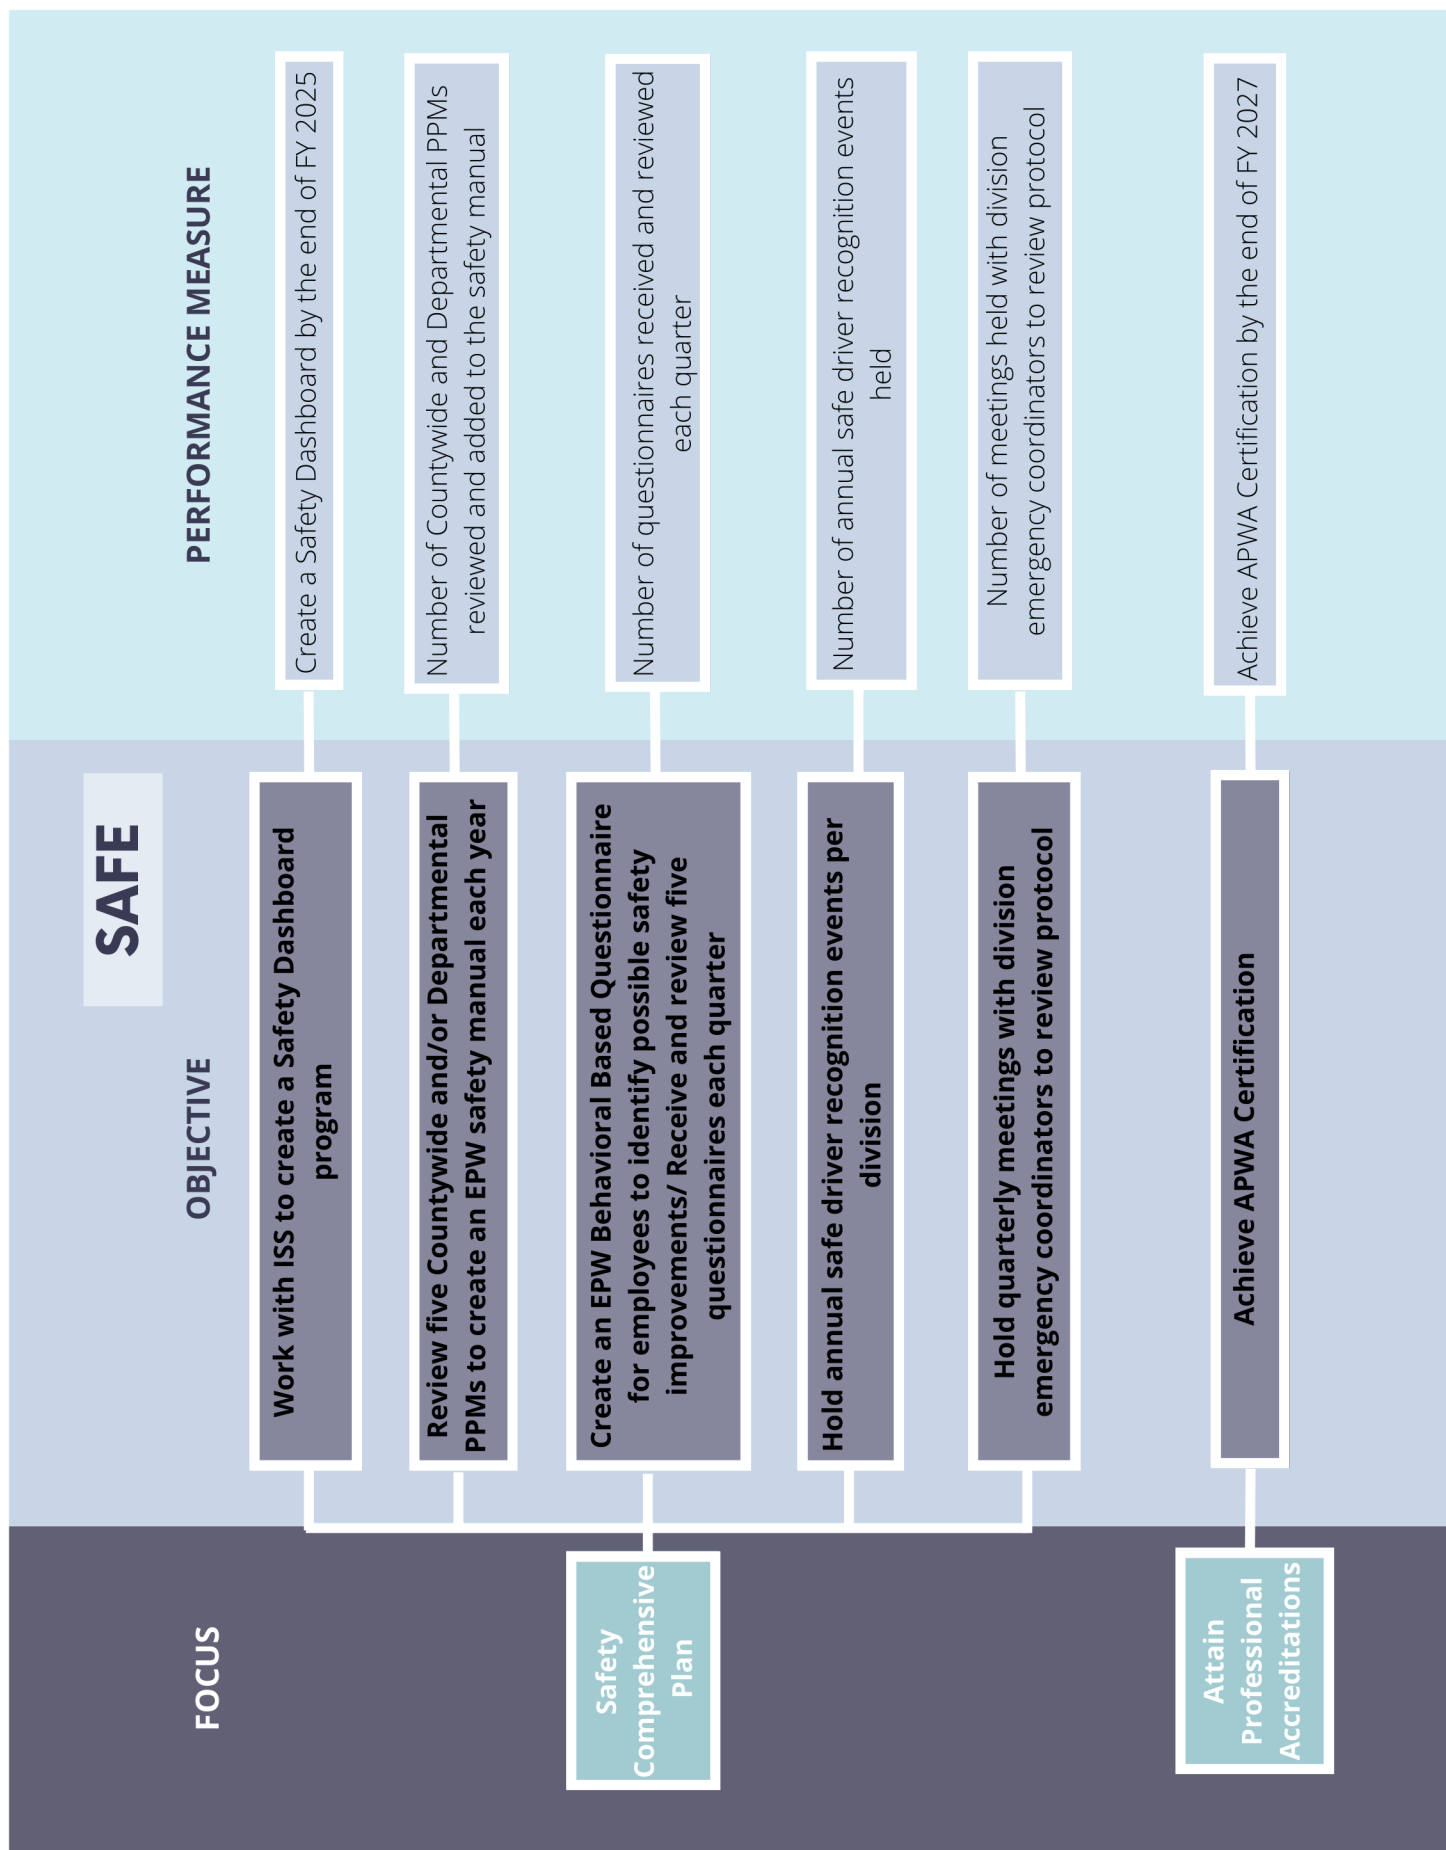 SAFE
FOCUS
OBJECTIVE
PERFORMANCE MEASURE
Safety
Comprehensive
Plan
Work with ISS to create a Safety Dashboard
program
Create a Safety Dashboard by the end of FY 2025
Review five Countywide and/or Departmental
PPMs to create an EPW safety manual each year
Number of Countywide and Departmental PPMs
reviewed and added to the safety manual
Create an EPW Behavioral Based Questionnaire
for employees to identify possible safety
improvements/ Receive and review five
questionnaires each quarter
Number of questionnaires received and reviewed
each quarter
Hold annual safe driver recognition events per
division
Number of annual safe driver recognition events
held
Hold quarterly meetings with division
emergency coordinators to review protocol
Number of meetings held with division
emergency coordinators to review protocol
Attain
Professional
Accreditations
Achieve APWA Certification
Achieve APWA Certification by the end of FY 2027